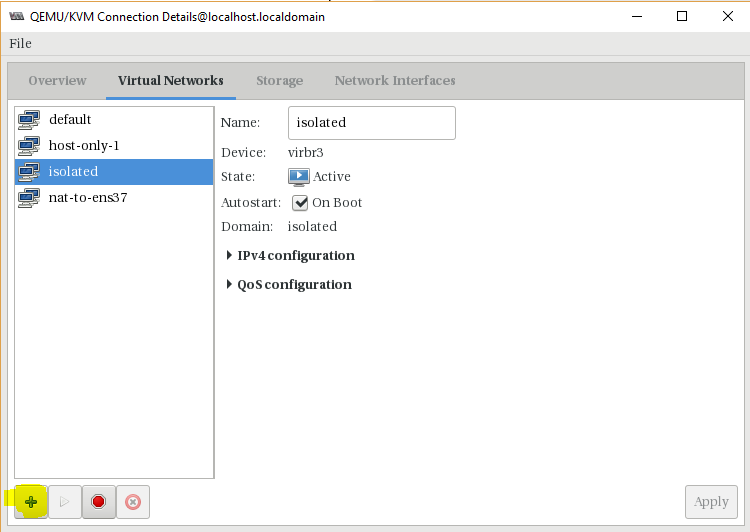 QEMU/KVM Connection Details@localhost.localdomain
File
Overview Virtual Networks Storage Network Interfaces
default
host-only-1
isolated
nat-to-ens37
Name: isolated
Device: virbr3
State: Active
Autostart: On Boot
Domain: isolated
IPv4 configuration
QoS configuration
Apply